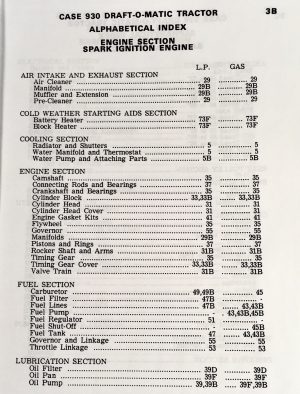 CASE 930 DRAFT-O-MATIC TRACTOR 3B
ALPHABETICAL INDEX
ENGINE SECTION
SPARK IGNITION ENGINE
L.P. GAS
AIR INTAKE AND EXHAUST SECTION
Air Cleaner 29 29
Manifold 29B 29B
Muffler and Extension 29B 29B
Pre-Cleaner 29 29
COLD WEATHER STARTING AIDS SECTION
Battery Heater 73F 73F
Block Heater 73F 73F
COOLING SECTION
Radiator and Shutters 5 5
Water Manifold and Thermostat 5 5
Water Pump and Attaching Parts 5B 5B
ENGINE SECTION
Camshaft 35 35
Connecting Rods and Bearings 37 37
Crankshaft and Bearings 35 35
Cylinder Block 33,33B 33,33B
Cylinder Head 31 31
Cylinder Head Cover 31 31
Engine Gasket Kits 41 41
Flywheel 35 35
Governor 55 55
Manifolds 29B 29B
Pistons and Rings 37 37
Rocker Shaft and Arms 31B 31B
Timing Gear 35 35
Timing Gear Cover 33,33B 33,33B
Valve Train 31B 31B
FUEL SECTION
Carburetor 49,49B 45
Fuel Filter 47B -
Fuel Lines 47B 43,43B
Fuel Pump - 43,43B,45B
Fuel Regulator 51 -
Fuel Shut-Off - 45B
Fuel Tank 47 43,43B
Governor and Linkage 55 55
Throttle Linkage 53 53
LUBRICATION SECTION
Oil Filter 39D 39D
Oil Pan 39F 39F
Oil Pump 39,39B 39F,39B